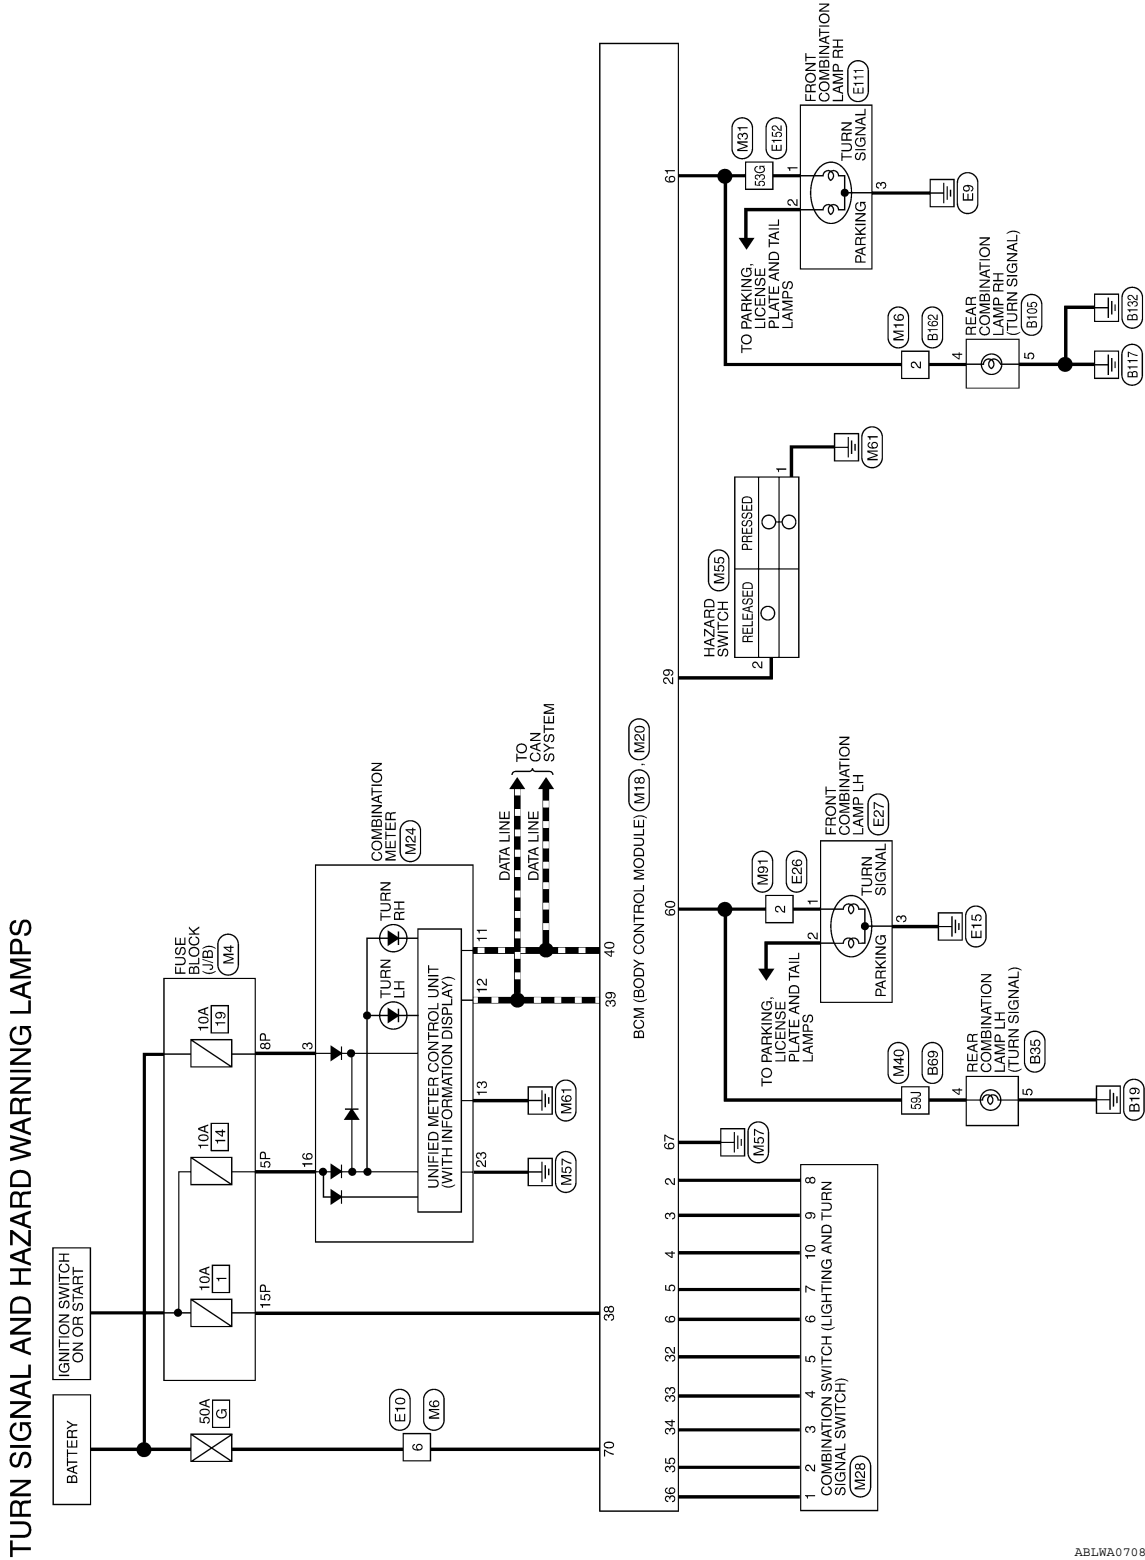 TURN SIGNAL AND HAZARD WARNING LAMPS
BATTERY
IGNITION SWITCH
ON OR START
50A
G
10A
1
10A
14
10A
19
FUSE
BLOCK
(J/B)
M4
15P
5P
8P
E10
6
M6
16
3
COMBINATION
METER
M24
TURN
LH
TURN
RH
UNIFIED METER CONTROL UNIT
(WITH INFORMATION DISPLAY)
23
13
12
11
M57
M61
DATA LINE
DATA LINE
TO
CAN
SYSTEM
70
38
39
40
BCM (BODY CONTROL MODULE) M18 , M20
36
35
34
33
32
6
5
4
3
2
67
60
29
61
M57
1
2
3
4
5
6
7
10
9
8
COMBINATION SWITCH (LIGHTING AND TURN
SIGNAL SWITCH)
M28
M40
59J
B69
4
REAR
COMBINATION
LAMP LH
(TURN SIGNAL)
B35
5
B19
M91
2
E26
TO PARKING,
LICENSE
PLATE AND TAIL
LAMPS
2
1
FRONT
COMBINATION
LAMP LH
E27
PARKING
TURN
SIGNAL
3
E15
HAZARD
SWITCH
M55
2
RELEASED
PRESSED
1
M61
M16
2
B162
4
REAR
COMBINATION
LAMP RH
(TURN SIGNAL)
B105
5
B117
B132
M31
53G
E152
TO PARKING,
LICENSE
PLATE AND TAIL
LAMPS
2
1
FRONT
COMBINATION
LAMP RH
E111
PARKING
TURN
SIGNAL
3
E9
ABLWA0708